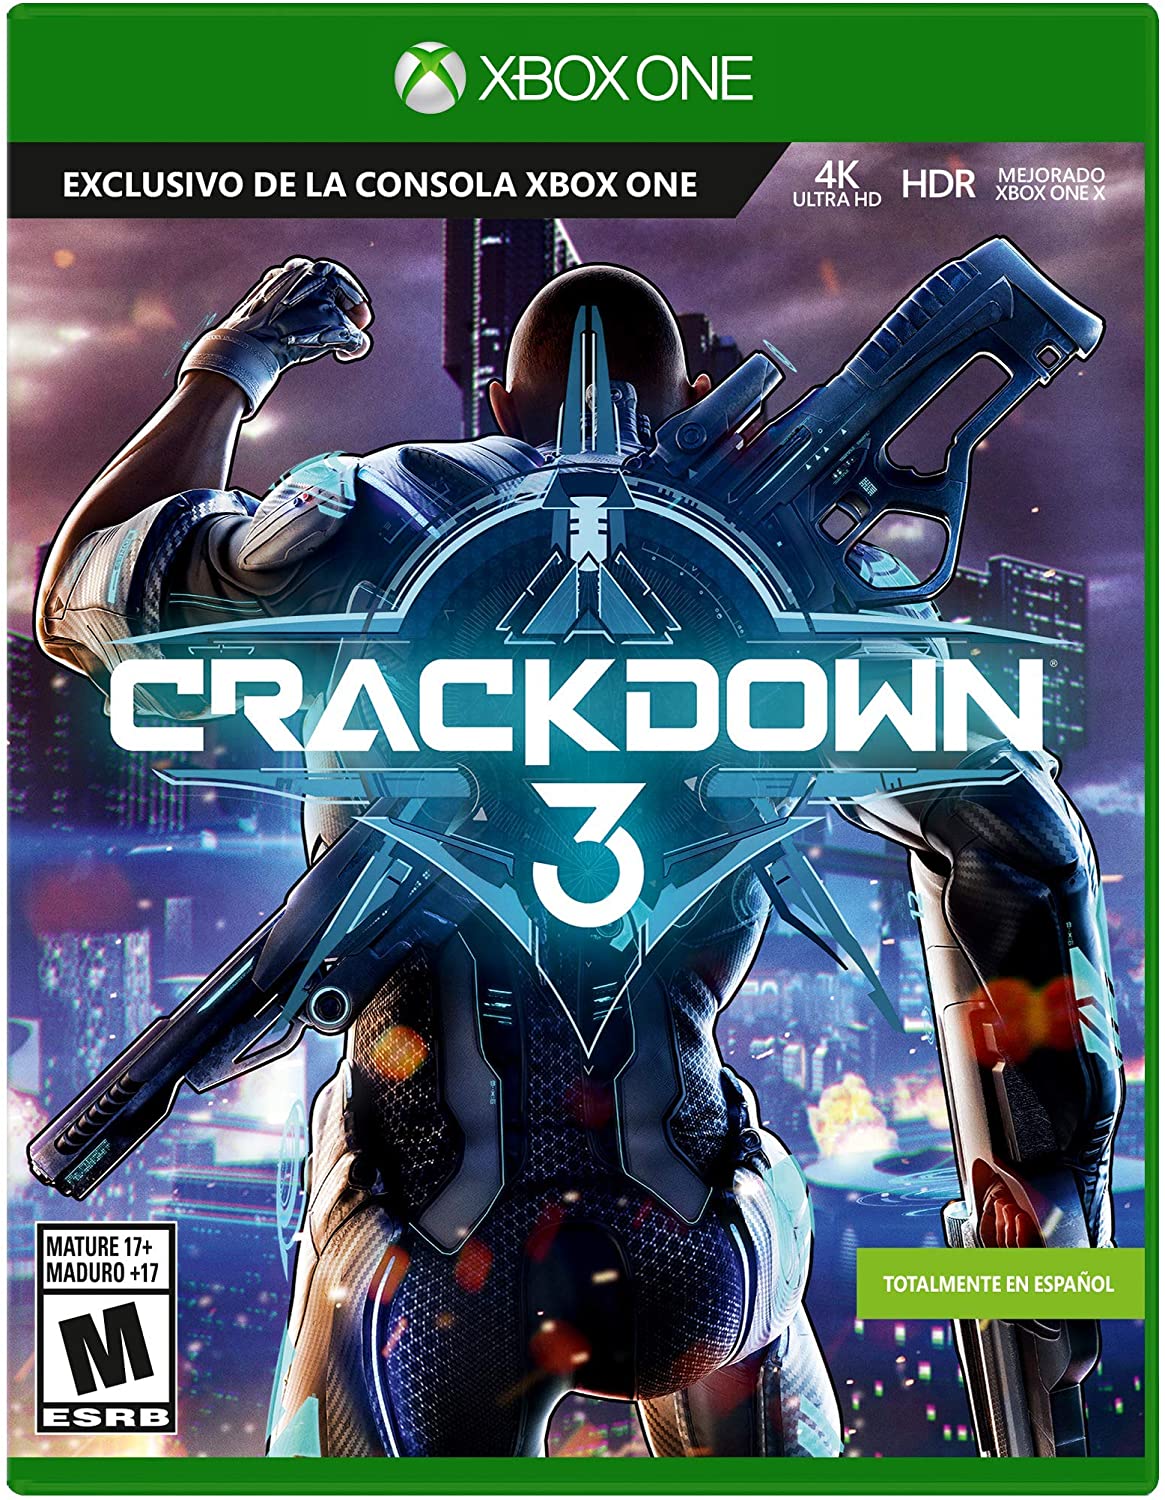 XBOX ONE
EXCLUSIVO DE LA CONSOLA XBOX ONE
4K
ULTRA HD
HDR
MEJORADO
XBOX ONE X
CRACKDOWN®
3
MATURE 17+
MADURO +17
M
ESRB
TOTALMENTE EN ESPAÑOL